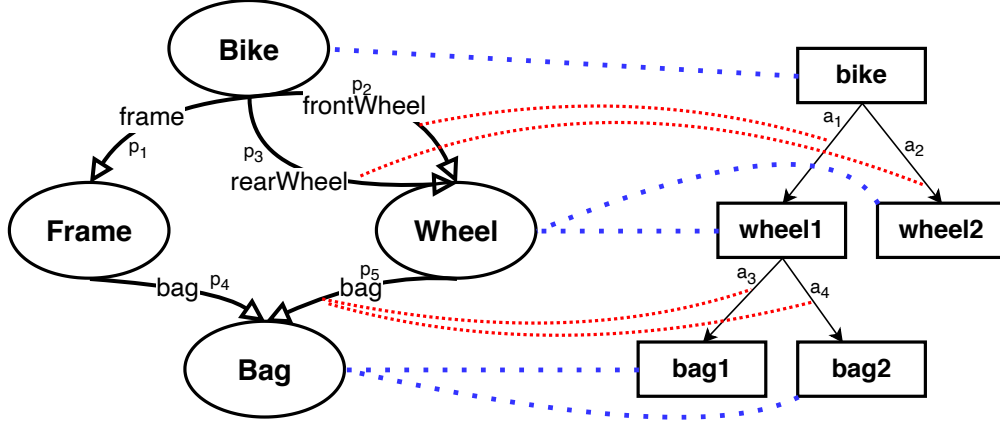 Bike
bike
p2
frame
frontWheel
a1
p1
p3
a2
rearWheel
Frame
Wheel
wheel1
wheel2
p5
a3
p4
bag
bag
a4
Bag
bag1
bag2